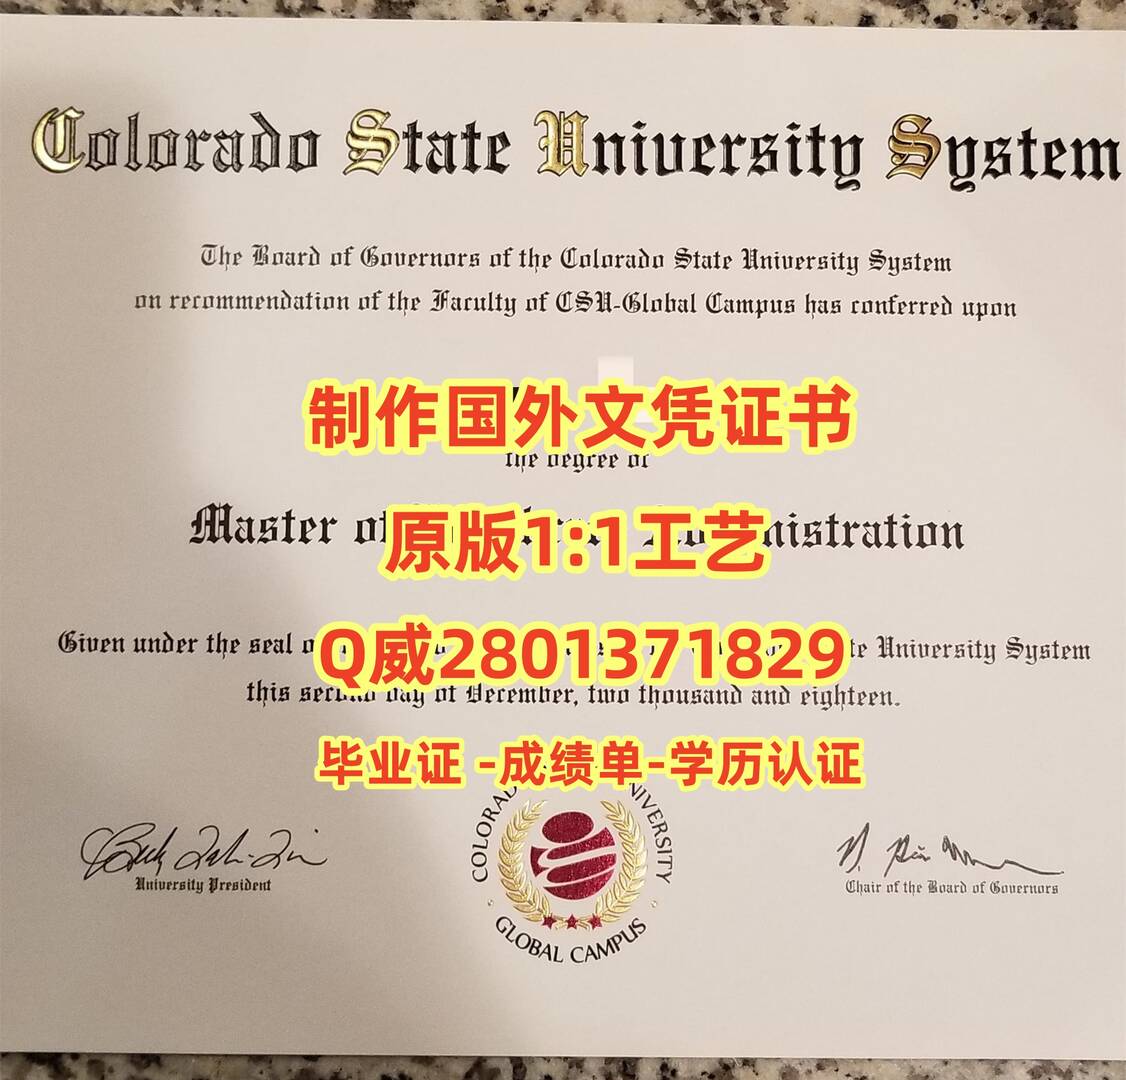 Colorado State University System
The Board of Governors of the Colorado State University System
on recommendation of the Faculty of CSU-Global Campus has conferred upon
制作国外文凭证书
the degree of
Master of
nistration
原版1:1工艺
Given under the seal
University System
Q威2801371829
this second day of December, two thousand and eighteen.
毕业证 -成绩单-学历认证
UNIVERSITY
GLOBAL CAMPUS
University President
Chair of the Board of Governors